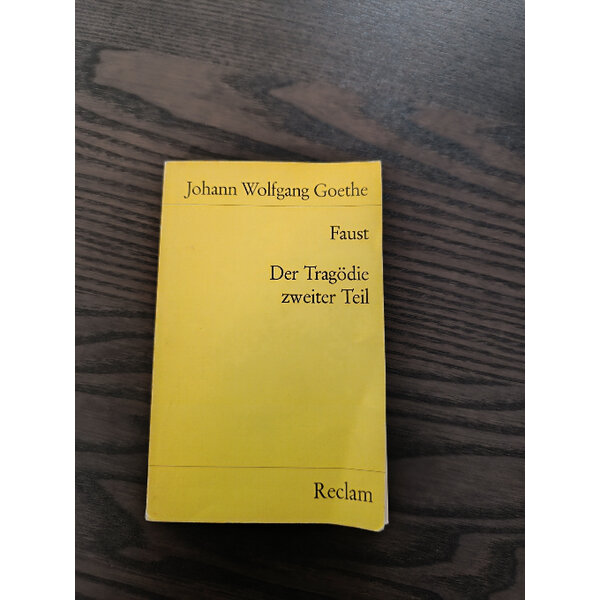 Johann Wolfgang Goethe
Faust
Der Tragödie
zweiter Teil
Reclam